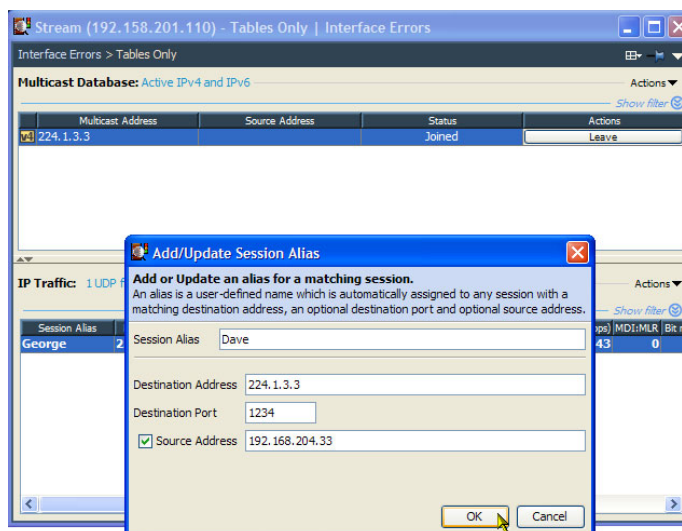 Stream (192.158.201.110) - Tables Only | Interface Errors
Interface Errors > Tables Only
Multicast Database: Active IPv4 and IPv6
Actions
Show filter
Multicast Address Source Address Status Actions
v4 224.1.3.3 Joined Leave
Add/Update Session Alias
IP Traffic: 1 UDP
Actions
Show filter
Add or Update an alias for a matching session.
An alias is a user-defined name which is automatically assigned to any session with a
matching destination address, an optional destination port and optional source address.
Session Alias MDI:MLR Bit
George 2 43 0
Session Alias Dave
Destination Address 224.1.3.3
Destination Port 1234
Source Address 192.168.204.33
OK Cancel